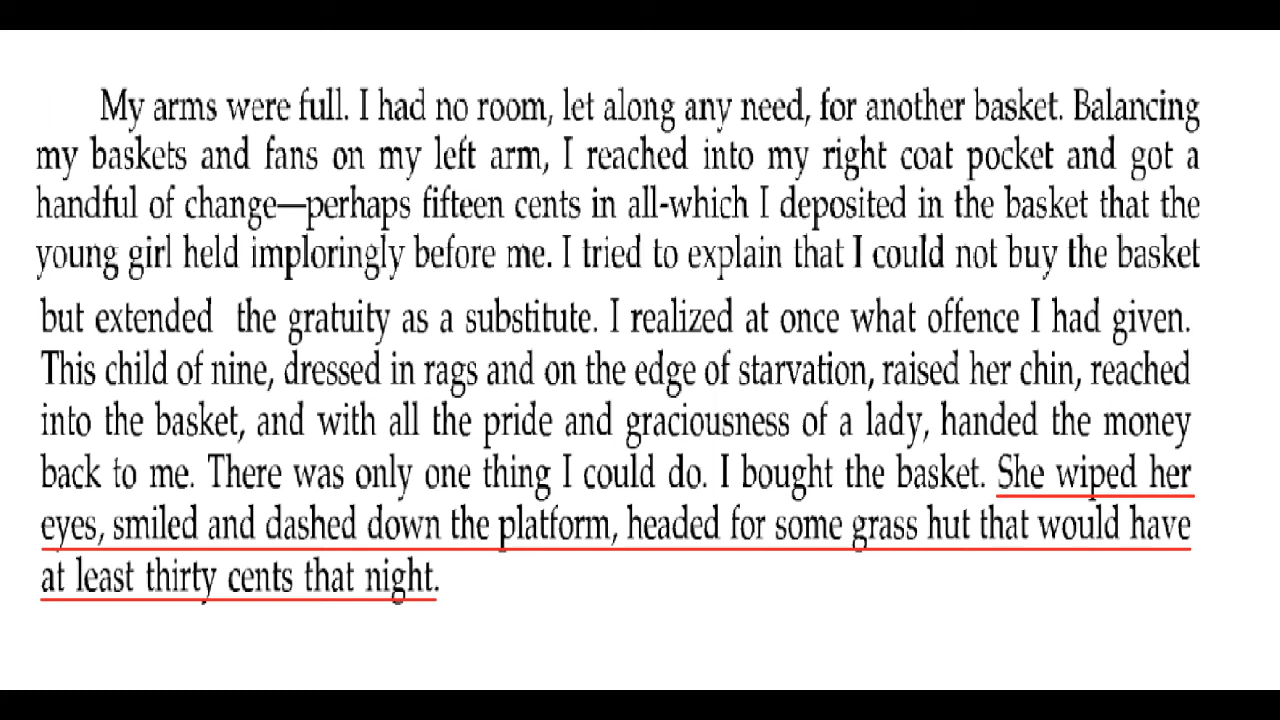 My arms were full. I had no room, let along any need, for another basket. Balancing
my baskets and fans on my left arm, I reached into my right coat pocket and got a
handful of change—perhaps fifteen cents in all-which I deposited in the basket that the
young girl held imploringly before me. I tried to explain that I could not buy the basket
but extended the gratuity as a substitute. I realized at once what offence I had given.
This child of nine, dressed in rags and on the edge of starvation, raised her chin, reached
into the basket, and with all the pride and graciousness of a lady, handed the money
back to me. There was only one thing I could do. I bought the basket. She wiped her
eyes, smiled and dashed down the platform, headed for some grass hut that would have
at least thirty cents that night.